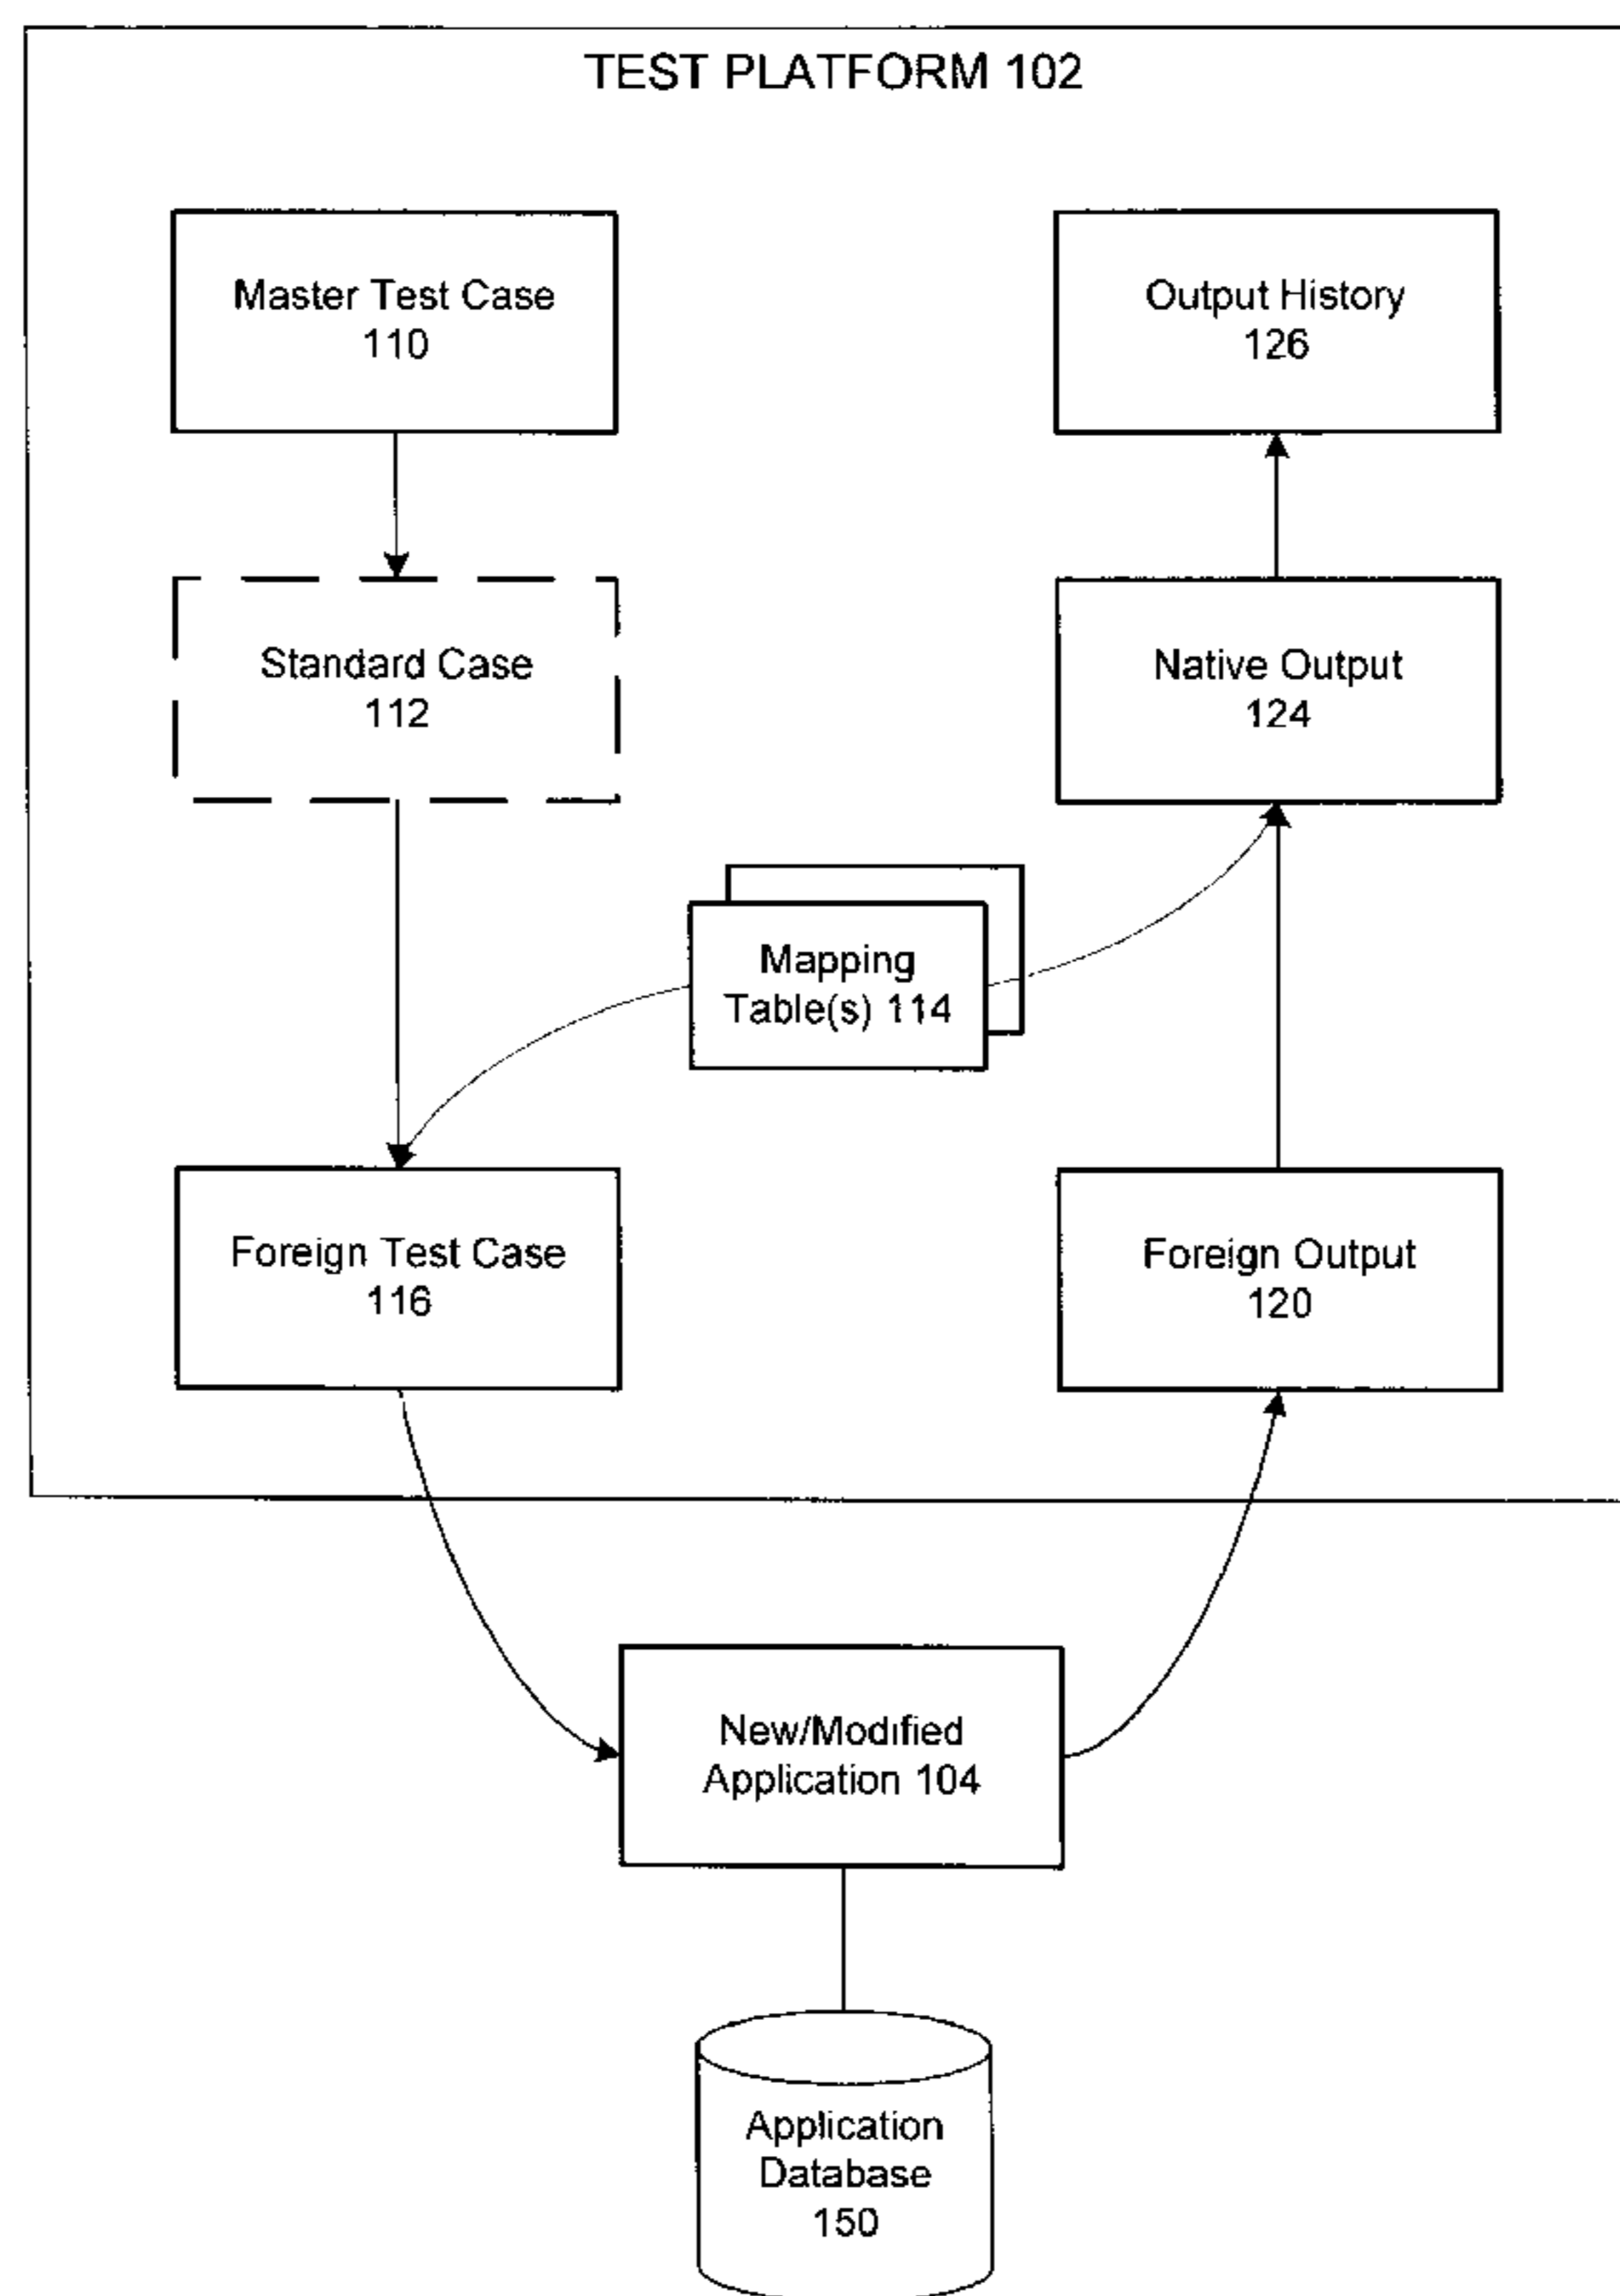 TEST PLATFORM 102
Master Test Case
110
Output History
126
Standard Case
112
Native Output
124
Mapping
Table(s) 114
Foreign Test Case
116
Foreign Output
120
New/Modified
Application 104
Application
Database
150